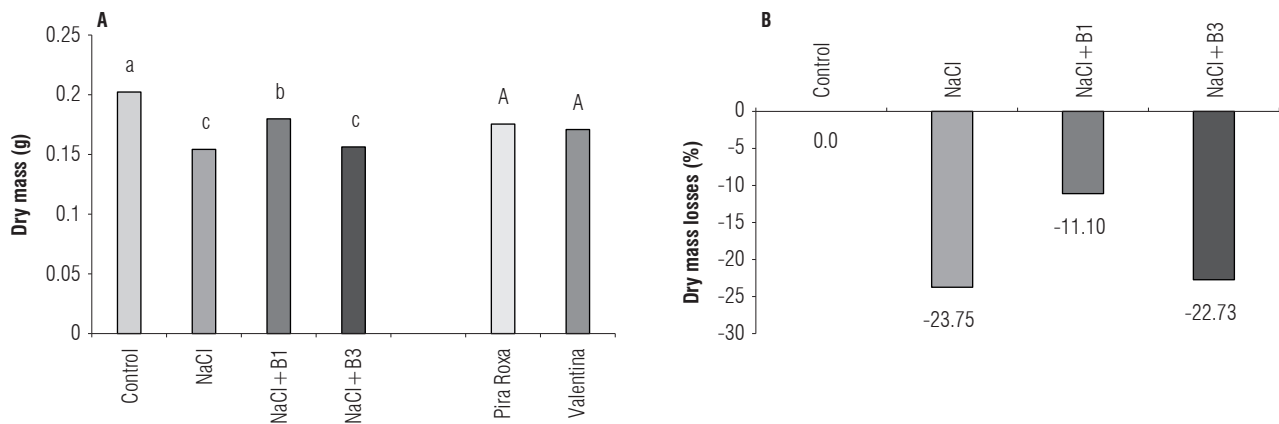 A
Dry mass (g)
0.25
0.2
0.15
0.1
0.05
0
a
c
b
c
A
A
Control
NaCl
NaCl+B1
NaCl+B3
Pira Roxa
Valentina
B
Dry mass losses (%)
Control
NaCl
NaCl+B1
NaCl+B3
0
-5
-10
-15
-20
-25
-30
0.0
-23.75
-11.10
-22.73